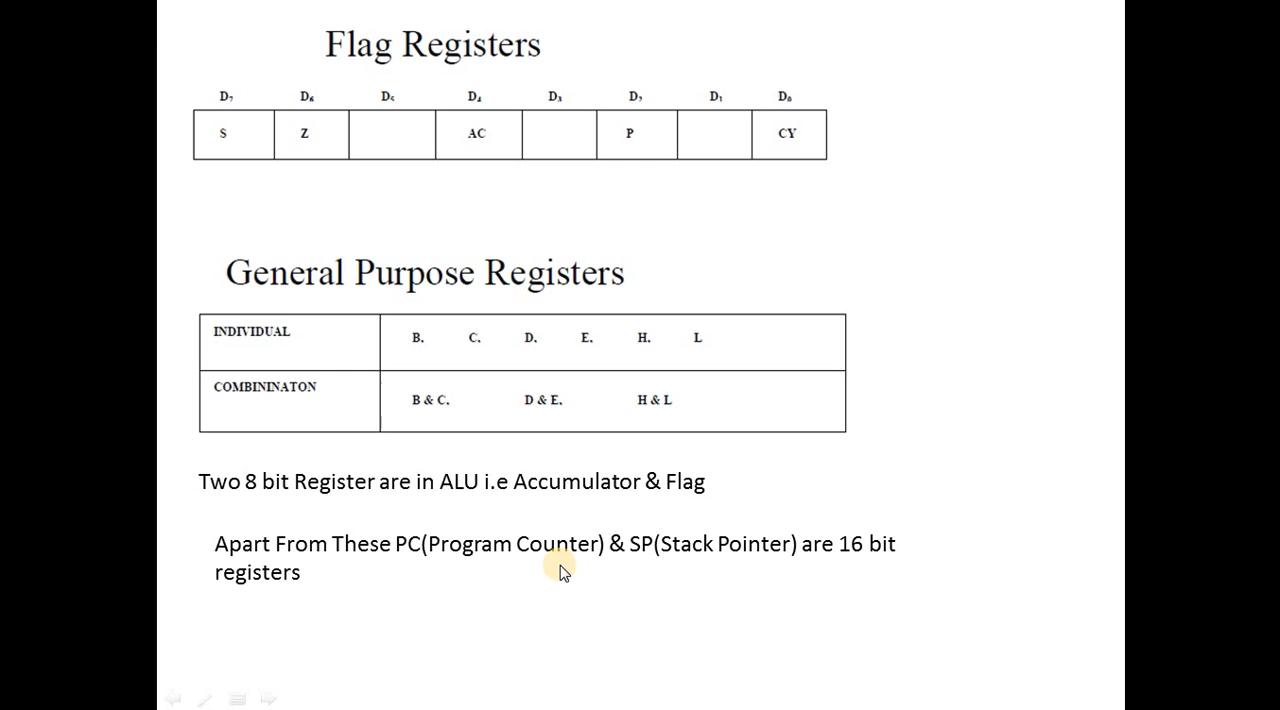 Flag Registers
D7 D6 D5 D4 D3 D2 D1 D0
S Z AC P CY
General Purpose Registers
INDIVIDUAL B, C, D, E, H, L
COMBININATON B & C, D & E, H & L
Two 8 bit Register are in ALU i.e Accumulator & Flag
Apart From These PC(Program Counter) & SP(Stack Pointer) are 16 bit
registers